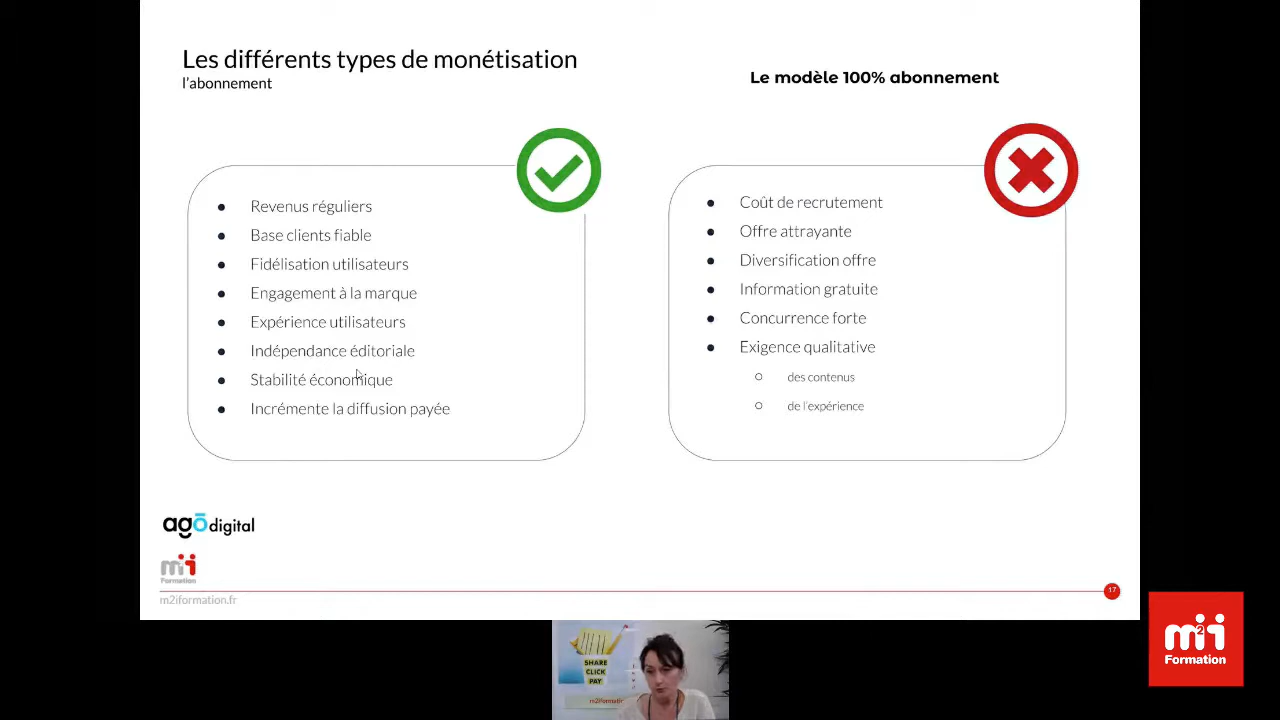 Les différents types de monétisation
l'abonnement
Le modèle 100% abonnement
Revenus réguliers
Base clients fiable
Fidélisation utilisateurs
Engagement à la marque
Expérience utilisateurs
Indépendance éditoriale
Stabilité économique
Incrémente la diffusion payée
Coût de recrutement
Offre attrayante
Diversification offre
Information gratuite
Concurrence forte
Exigence qualitative
des contenus
de l'expérience
agō digital
m2i
Formation
m2iformation.fr
17
SHARE
CLICK
PAY
m2i
Formation